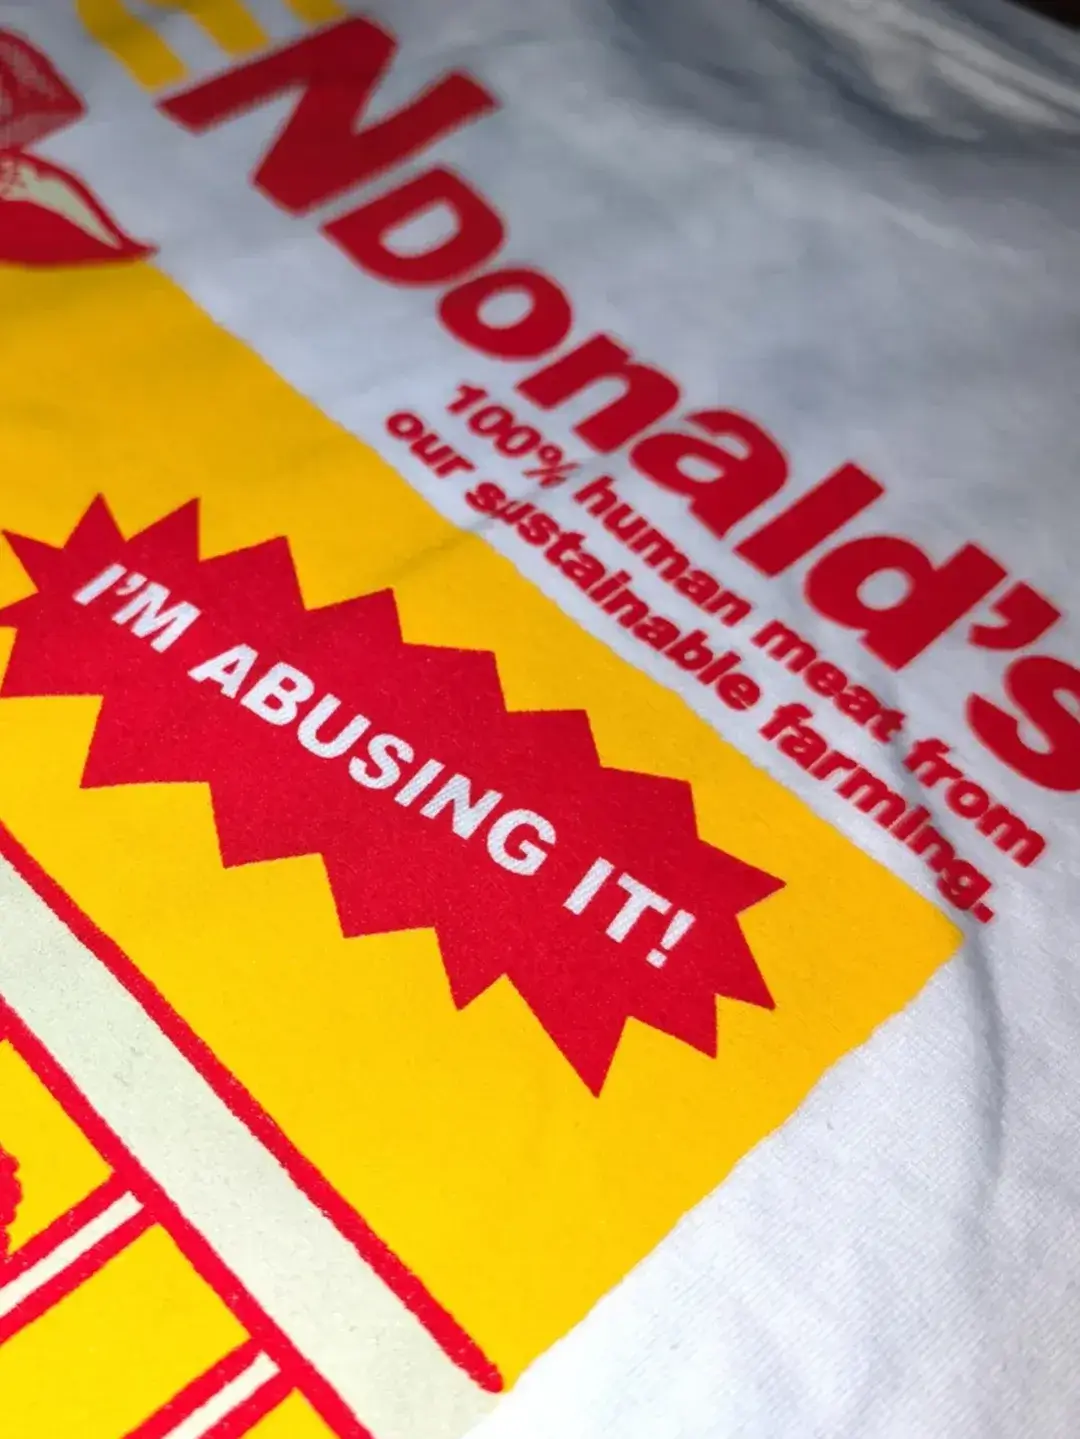 NDonald's
100% human meat from
our sustainable farming.
I'M ABUSING IT!